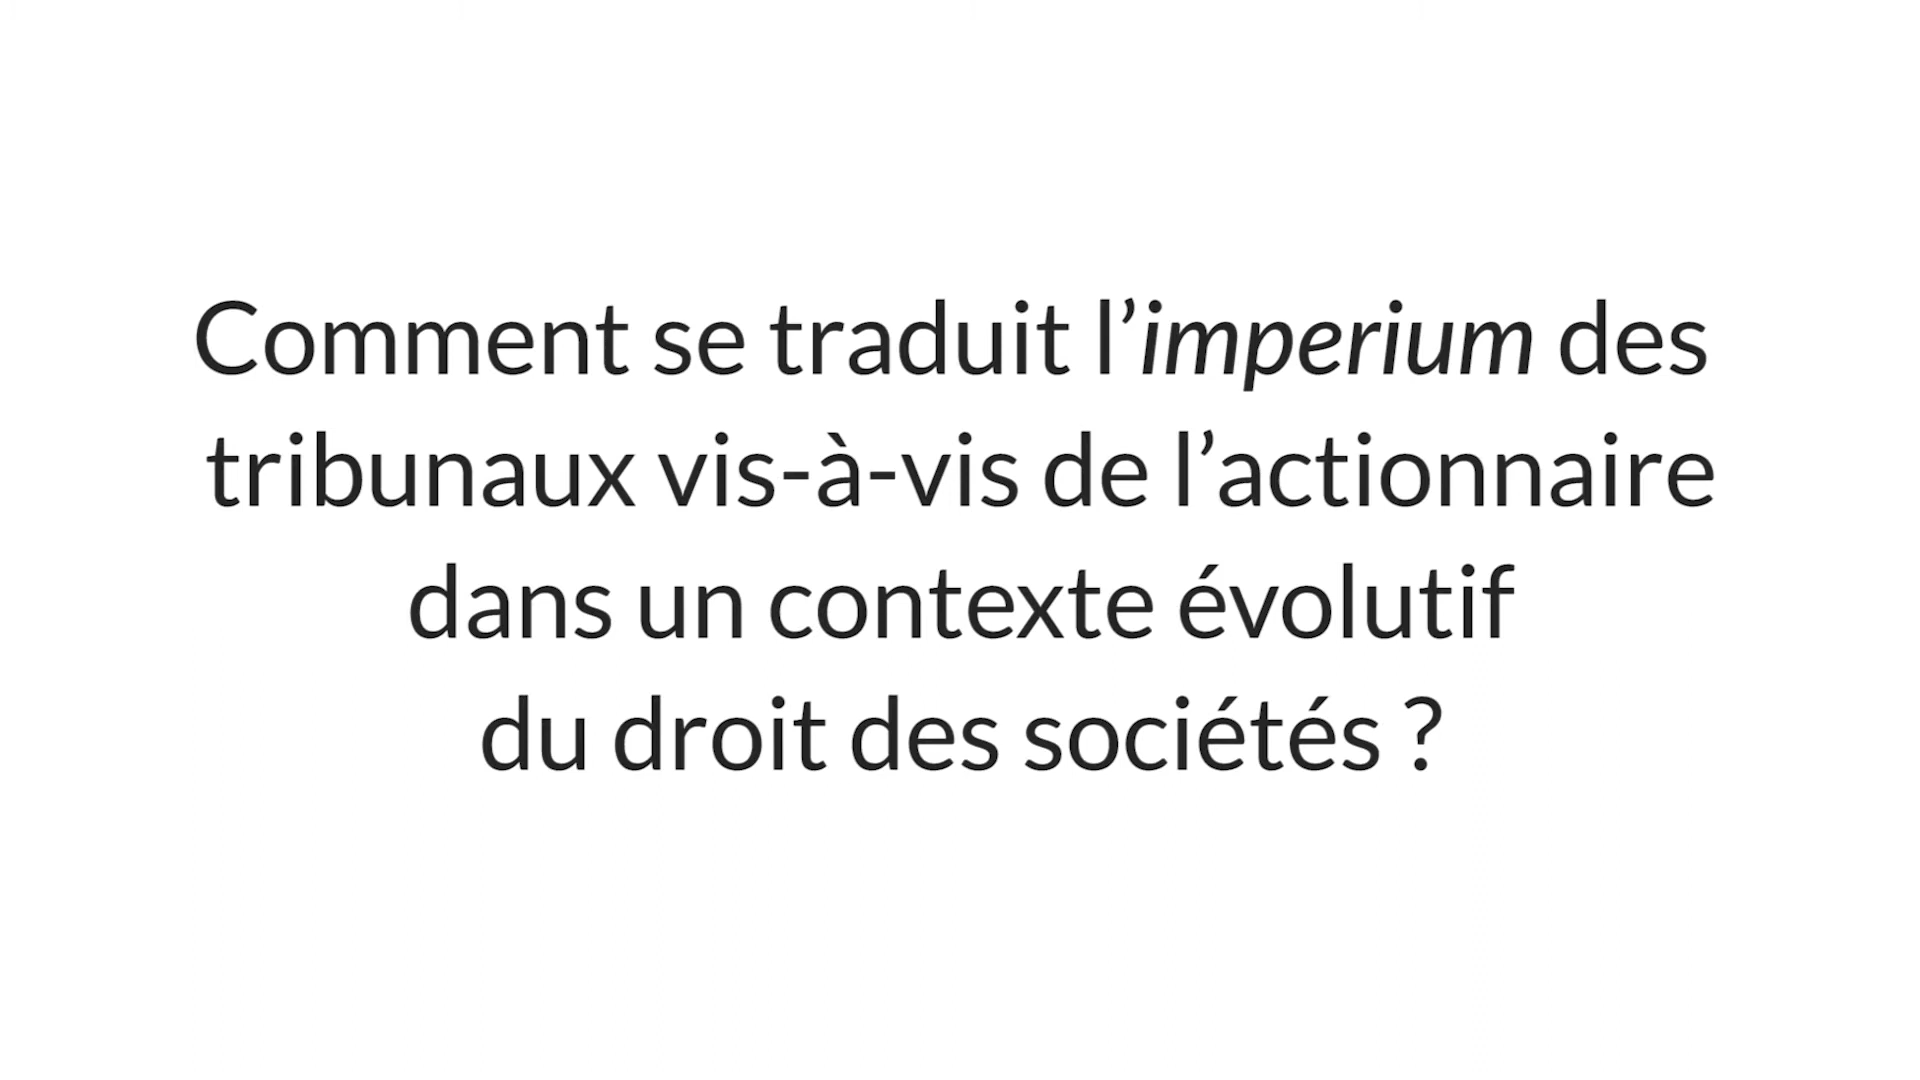 Comment se traduit l’imperium des
tribunaux vis-à-vis de l’actionnaire
dans un contexte évolutif
du droit des sociétés ?